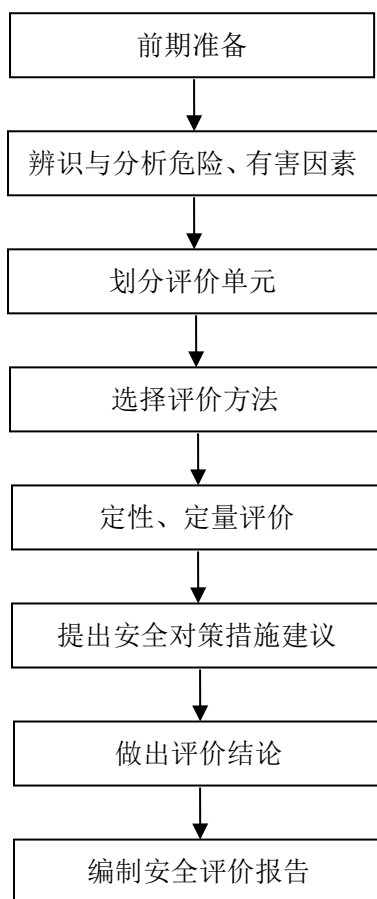 前期准备
辨识与分析危险、有害因素
划分评价单元
选择评价方法
定性、定量评价
提出安全对策措施建议
做出评价结论
编制安全评价报告